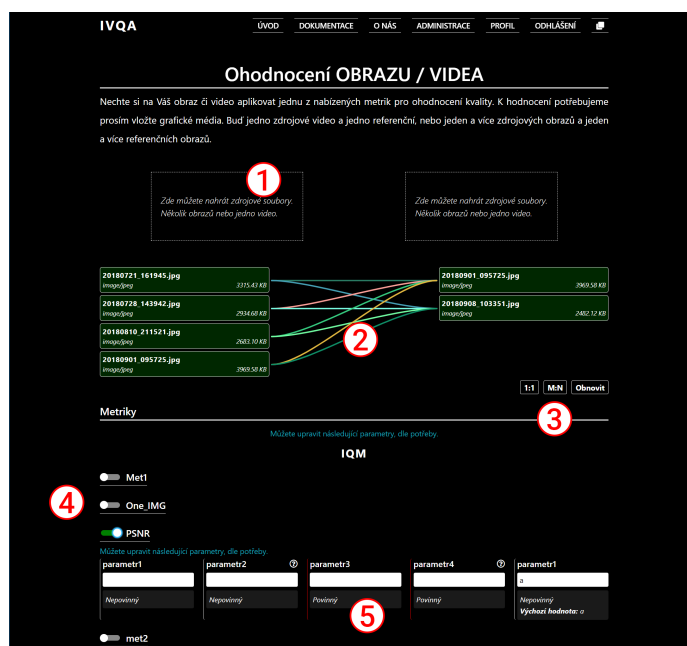 IVQA ÚVOD DOKUMENTACE O NÁS ADMINISTRACE PROFIL ODHLÁŠENÍ
Ohodnocení OBRAZU / VIDEA
Nechte si na Váš obraz či video aplikovat jednu z nabízených metrik pro ohodnocení kvality. K hodnocení potřebujeme
prosím vložte grafické média. Buď jedno zdrojové video a jedno referenční, nebo jeden a více zdrojových obrazů a jeden
a více referenčních obrazů.
1
Zde můžete nahrát zdrojové soubory.
Několik obrazů nebo jedno video.
Zde můžete nahrát zdrojové soubory.
Několik obrazů nebo jedno video.
20180721_161945.jpg
image/jpeg 3315.43 KB
20180728_143942.jpg
image/jpeg 2934.68 KB
20180810_211521.jpg
image/jpeg 2683.10 KB
20180901_095725.jpg
image/jpeg 3969.58 KB
20180901_095725.jpg
image/jpeg 3969.58 KB
20180908_103351.jpg
image/jpeg 2482.12 KB
2
1:1 M:N Obnovit
3
Metriky
Můžete upravit následující parametry, dle potřeby.
IQM
Met1
4
One_IMG
PSNR
Můžete upravit následující parametry, dle potřeby.
parametr1 parametr2 ? parametr3 parametr4 ? parametr1
a
Nepovinný Nepovinný Povinný Povinný Nepovinný
Výchozí hodnota: a
5
met2